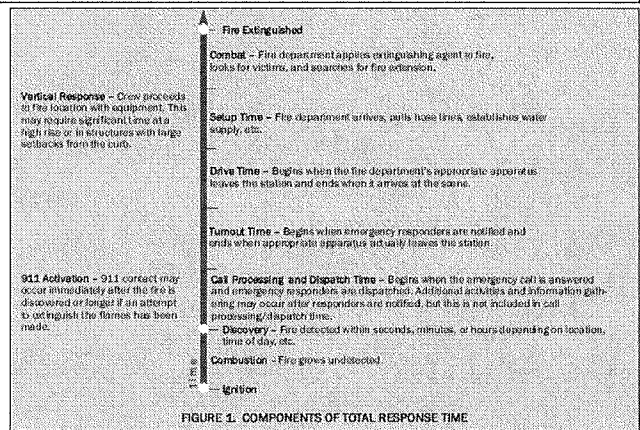 Fire Extinguished
Combat – Fire department applies extinguishing agent to fire,
looks for victims, and searches for fire extension.
Vertical Response – Crew proceeds
to fire location with equipment. This
may require significant time at a
high rise or in structures with large
setbacks from the curb.
Setup Time – Fire department arrives, pulls hose lines, establishes water
supply, etc.
Drive Time – Begins when the fire department's appropriate apparatus
leaves the station and ends when it arrives at the scene.
Turnout Time – Begins when emergency responders are notified and
ends when appropriate apparatus actually leaves the station.
911 Activation – 911 contact may
occur immediately after the fire is
discovered or longer if an attempt
to extinguish the flames has been
made.
Call Processing and Dispatch Time – Begins when the emergency call is answered
and emergency responders are dispatched. Additional activities and information gath-
ering may occur after responders are notified, but this is not included in call
processing/dispatch time.
Discovery – Fire detected within seconds, minutes, or hours depending on location,
time of day, etc.
Combustion – Fire grows undetected
Time
Ignition
FIGURE 1. COMPONENTS OF TOTAL RESPONSE TIME